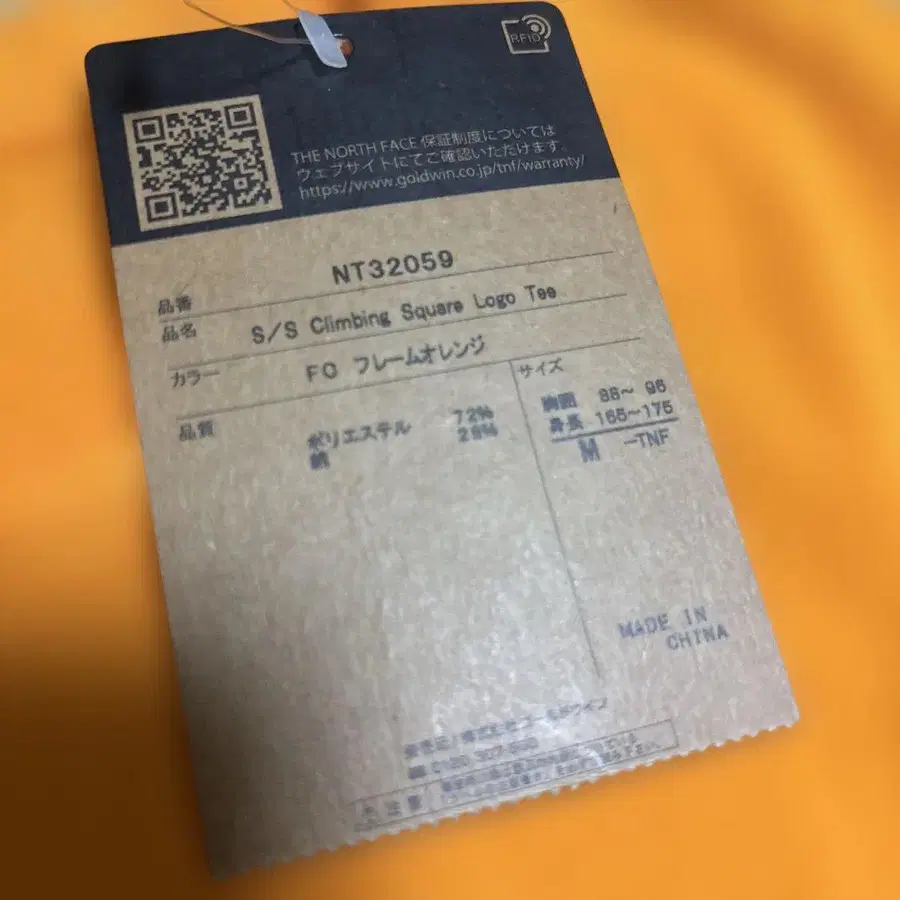 RFID
THE NORTH FACE 保証制度については
ウェブサイトにてご確認いただけます
https://www.goldwin.co.jp/tnf/warranty/
品番 NT32059
品名 S/S Climbing Square Logo Tee
カラー FO フレームオレンジ
品質 ポリエステル 72%
綿 28%
サイズ
胸囲 88〜 96
身長 165〜175
M -TNF
MADE IN
CHINA